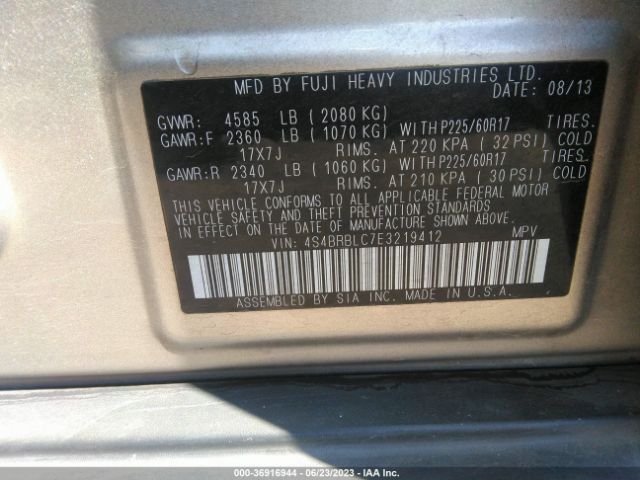 MFD BY FUJI HEAVY INDUSTRIES LTD.
DATE: 08/13
GVWR: 4585 LB ( 2080 KG)
GAWR:F 2360 LB ( 1070 KG) WITH P225/60R17 TIRES,
17X7J RIMS. AT 220 KPA ( 32 PSI) COLD
GAWR:R 2340 LB ( 1060 KG) WITH P225/60R17 TIRES,
17X7J RIMS. AT 210 KPA ( 30 PSI) COLD
THIS VEHICLE CONFORMS TO ALL APPLICABLE FEDERAL MOTOR
VEHICLE SAFETY AND THEFT PREVENTION STANDARDS
IN EFFECT ON THE DATE OF MANUFACTURE SHOWN ABOVE.
VIN: 4S4BRBLC7E3219412 MPV
ASSEMBLED BY SIA INC. MADE IN U.S.A.
000-36916944 / 06/23/2023 - IAA Inc.